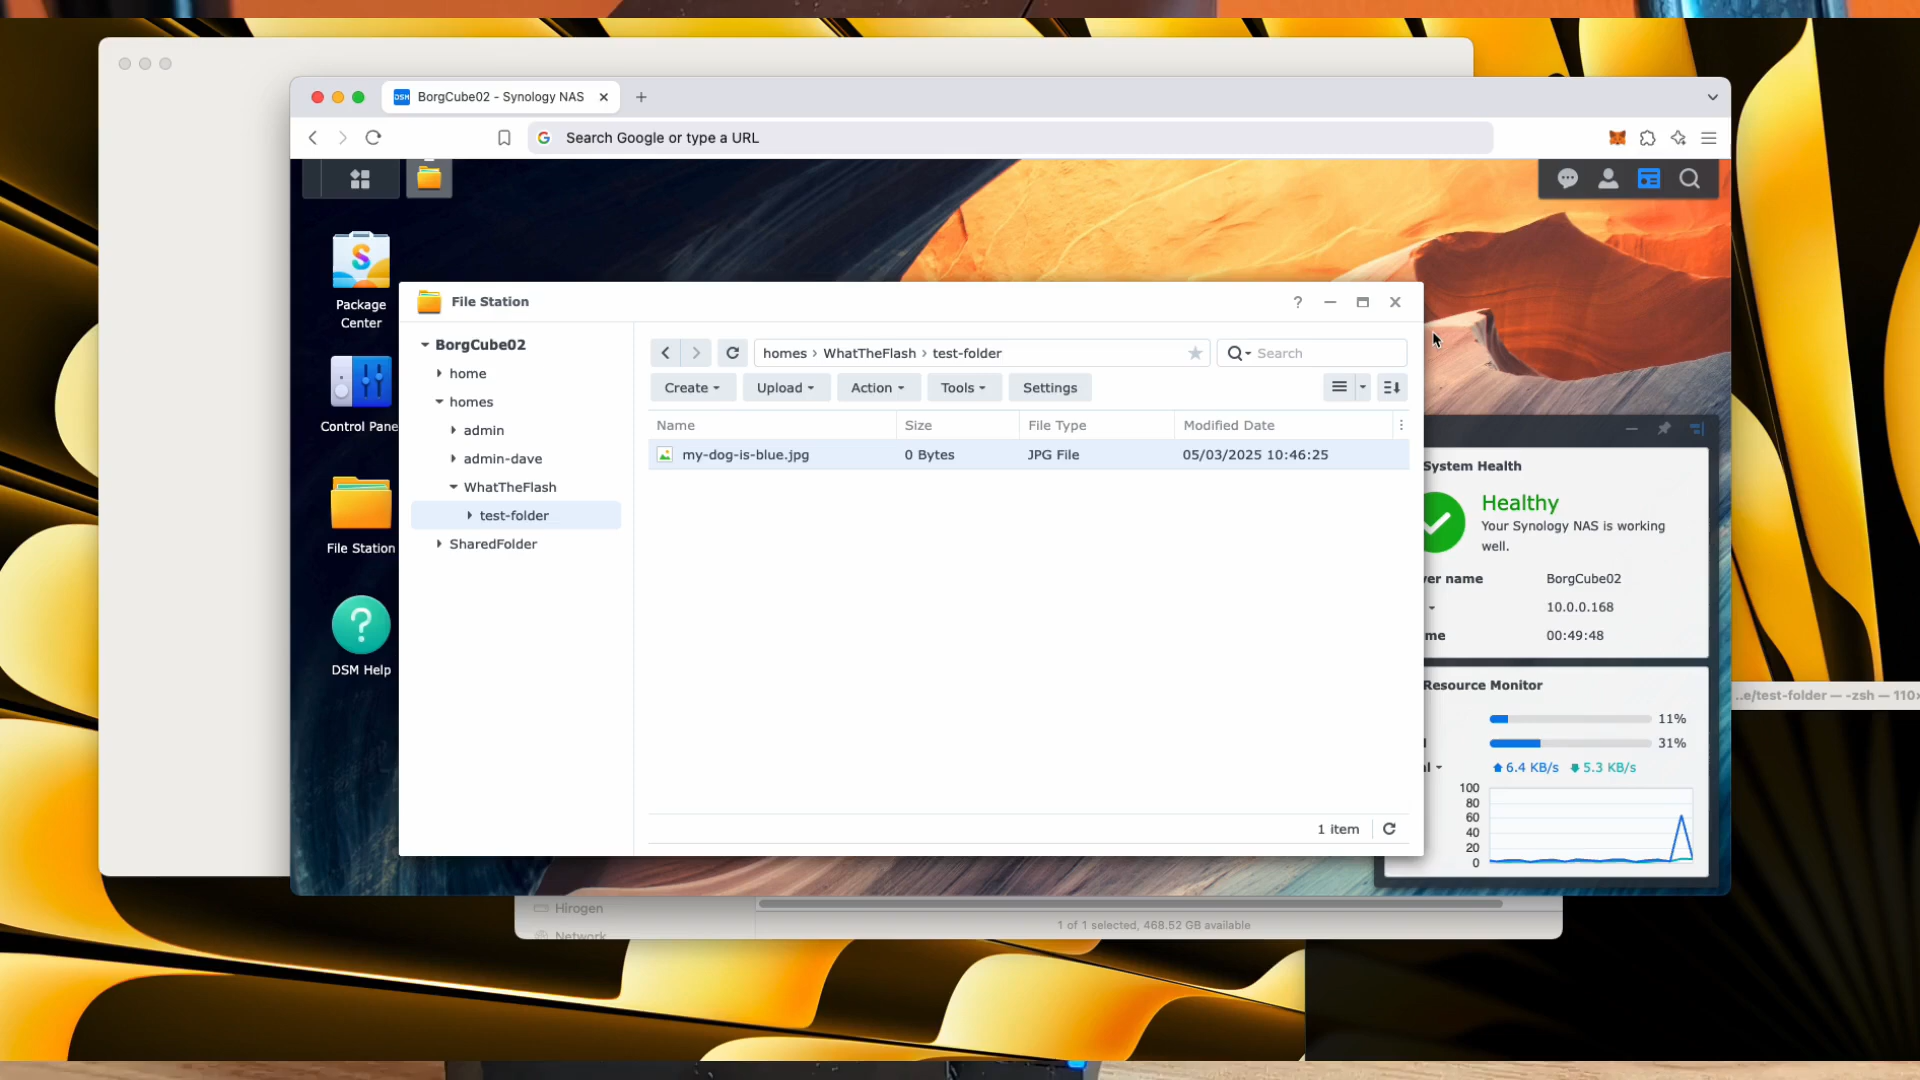 DSM BorgCube02 - Synology NAS
Search Google or type a URL
Package
Center
Control Pane
File Station
DSM Help
File Station
BorgCube02
home
homes
admin
admin-dave
WhatTheFlash
test-folder
SharedFolder
homes › WhatTheFlash › test-folder
Search
Create Upload Action Tools Settings
Name Size File Type Modified Date
my-dog-is-blue.jpg 0 Bytes JPG File 05/03/2025 10:46:25
1 item
System Health
Healthy
Your Synology NAS is working
well.
ver name BorgCube02
10.0.0.168
me 00:49:48
Resource Monitor
11%
31%
al 6.4 KB/s 5.3 KB/s
100
80
60
40
20
0
..e/test-folder — -zsh — 110×
Hirogen
Network
1 of 1 selected, 468.52 GB available